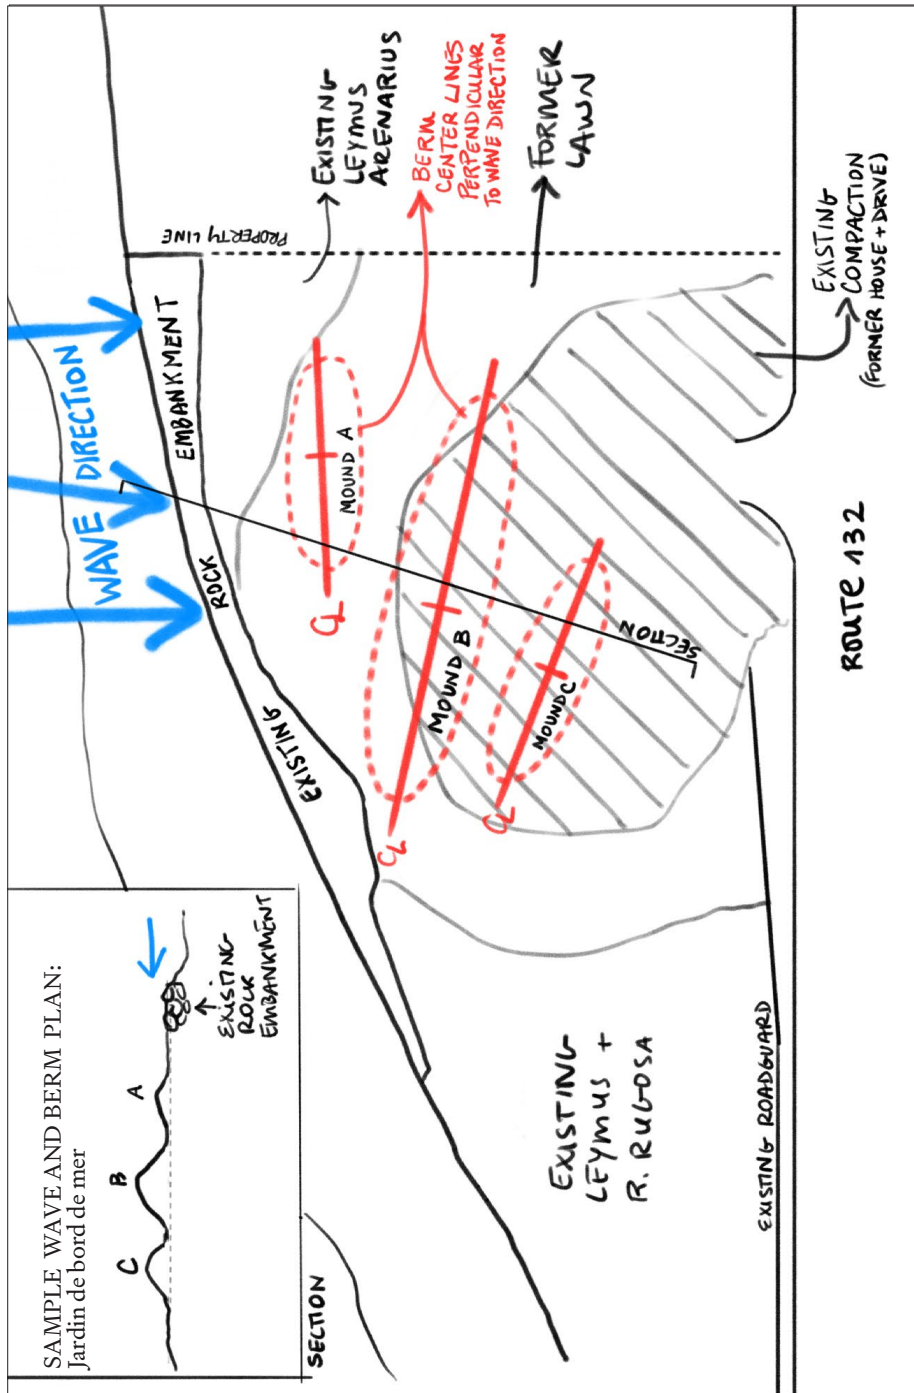 SAMPLE WAVE AND BERM PLAN:
Jardin de bord de mer
C
B
A
EXISTING
ROCK
EMBANKMENT
SECTION
WAVE DIRECTION
EXISTING
ROCK
EMBANKMENT
PROPERTY LINE
EXISTING
LEYMUS
ARENARIUS
BERM
CENTER LINES
PERPENDICULAR
TO WAVE DIRECTION
FORMER
LAWN
CL
MOUND A
CL
MOUND B
CL
MOUND C
SECTION
EXISTING
LEYMUS +
R. RUGOSA
EXISTING ROADGUARD
ROUTE 132
EXISTING
COMPACTION
(FORMER HOUSE + DRIVE)